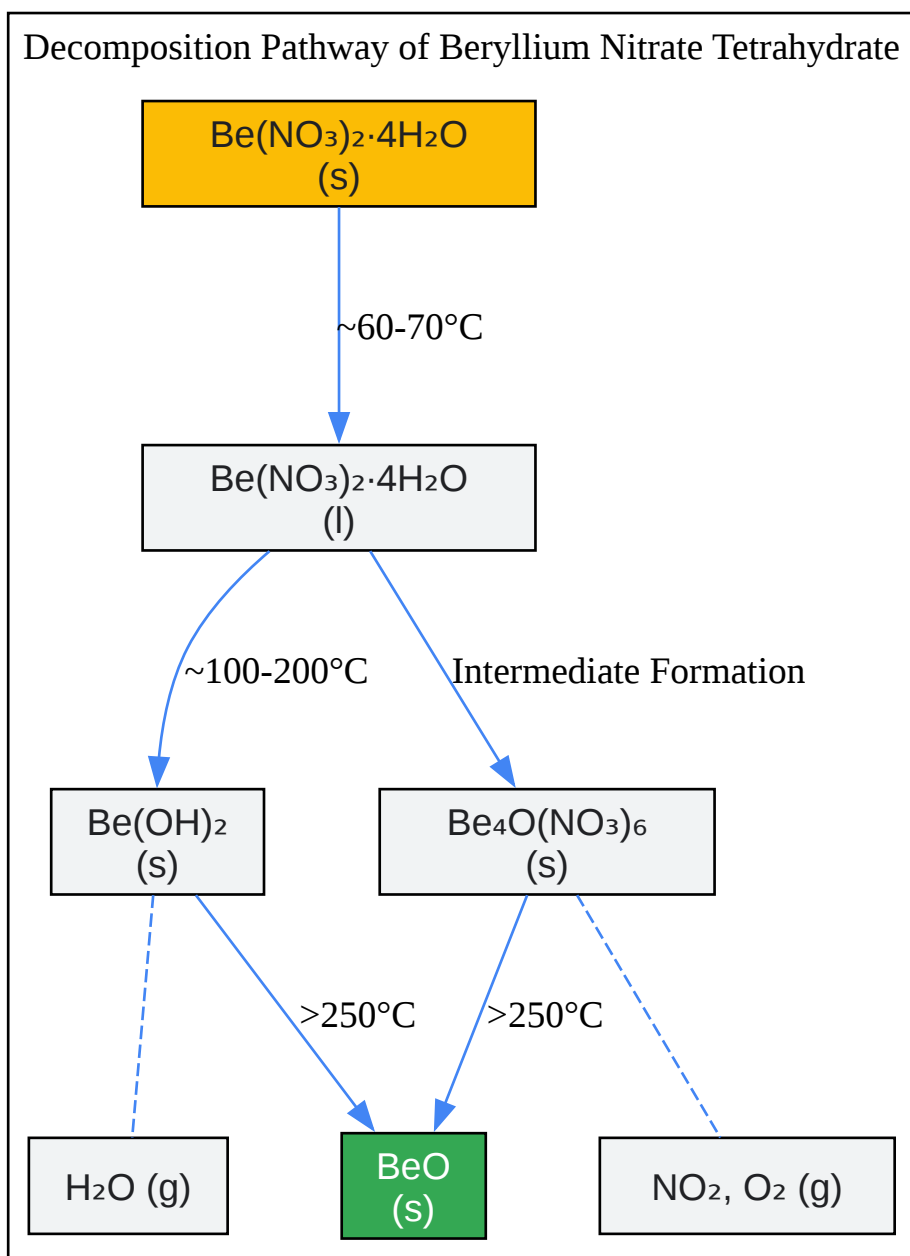 Decomposition Pathway of Beryllium Nitrate Tetrahydrate
Be(NO₃)₂·4H₂O
(s)
~60-70°C
Be(NO₃)₂·4H₂O
(l)
~100-200°C
Intermediate Formation
Be(OH)₂
(s)
Be₄O(NO₃)₆
(s)
>250°C
>250°C
H₂O (g)
BeO
(s)
NO₂, O₂ (g)